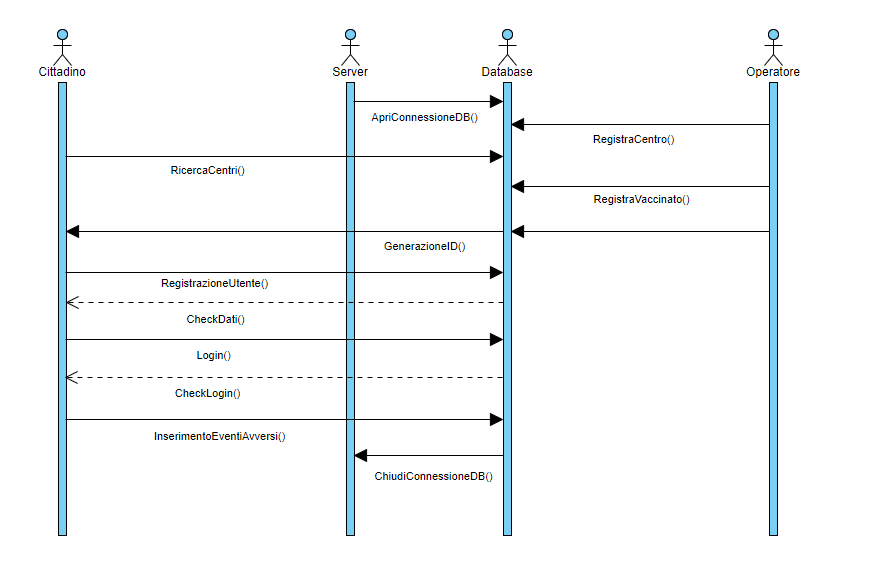 Cittadino
Server
Database
Operatore
ApriConnessioneDB()
RegistraCentro()
RicercaCentri()
RegistraVaccinato()
GenerazioneID()
RegistrazioneUtente()
CheckDati()
Login()
CheckLogin()
InserimentoEventiAvversi()
ChiudiConnessioneDB()